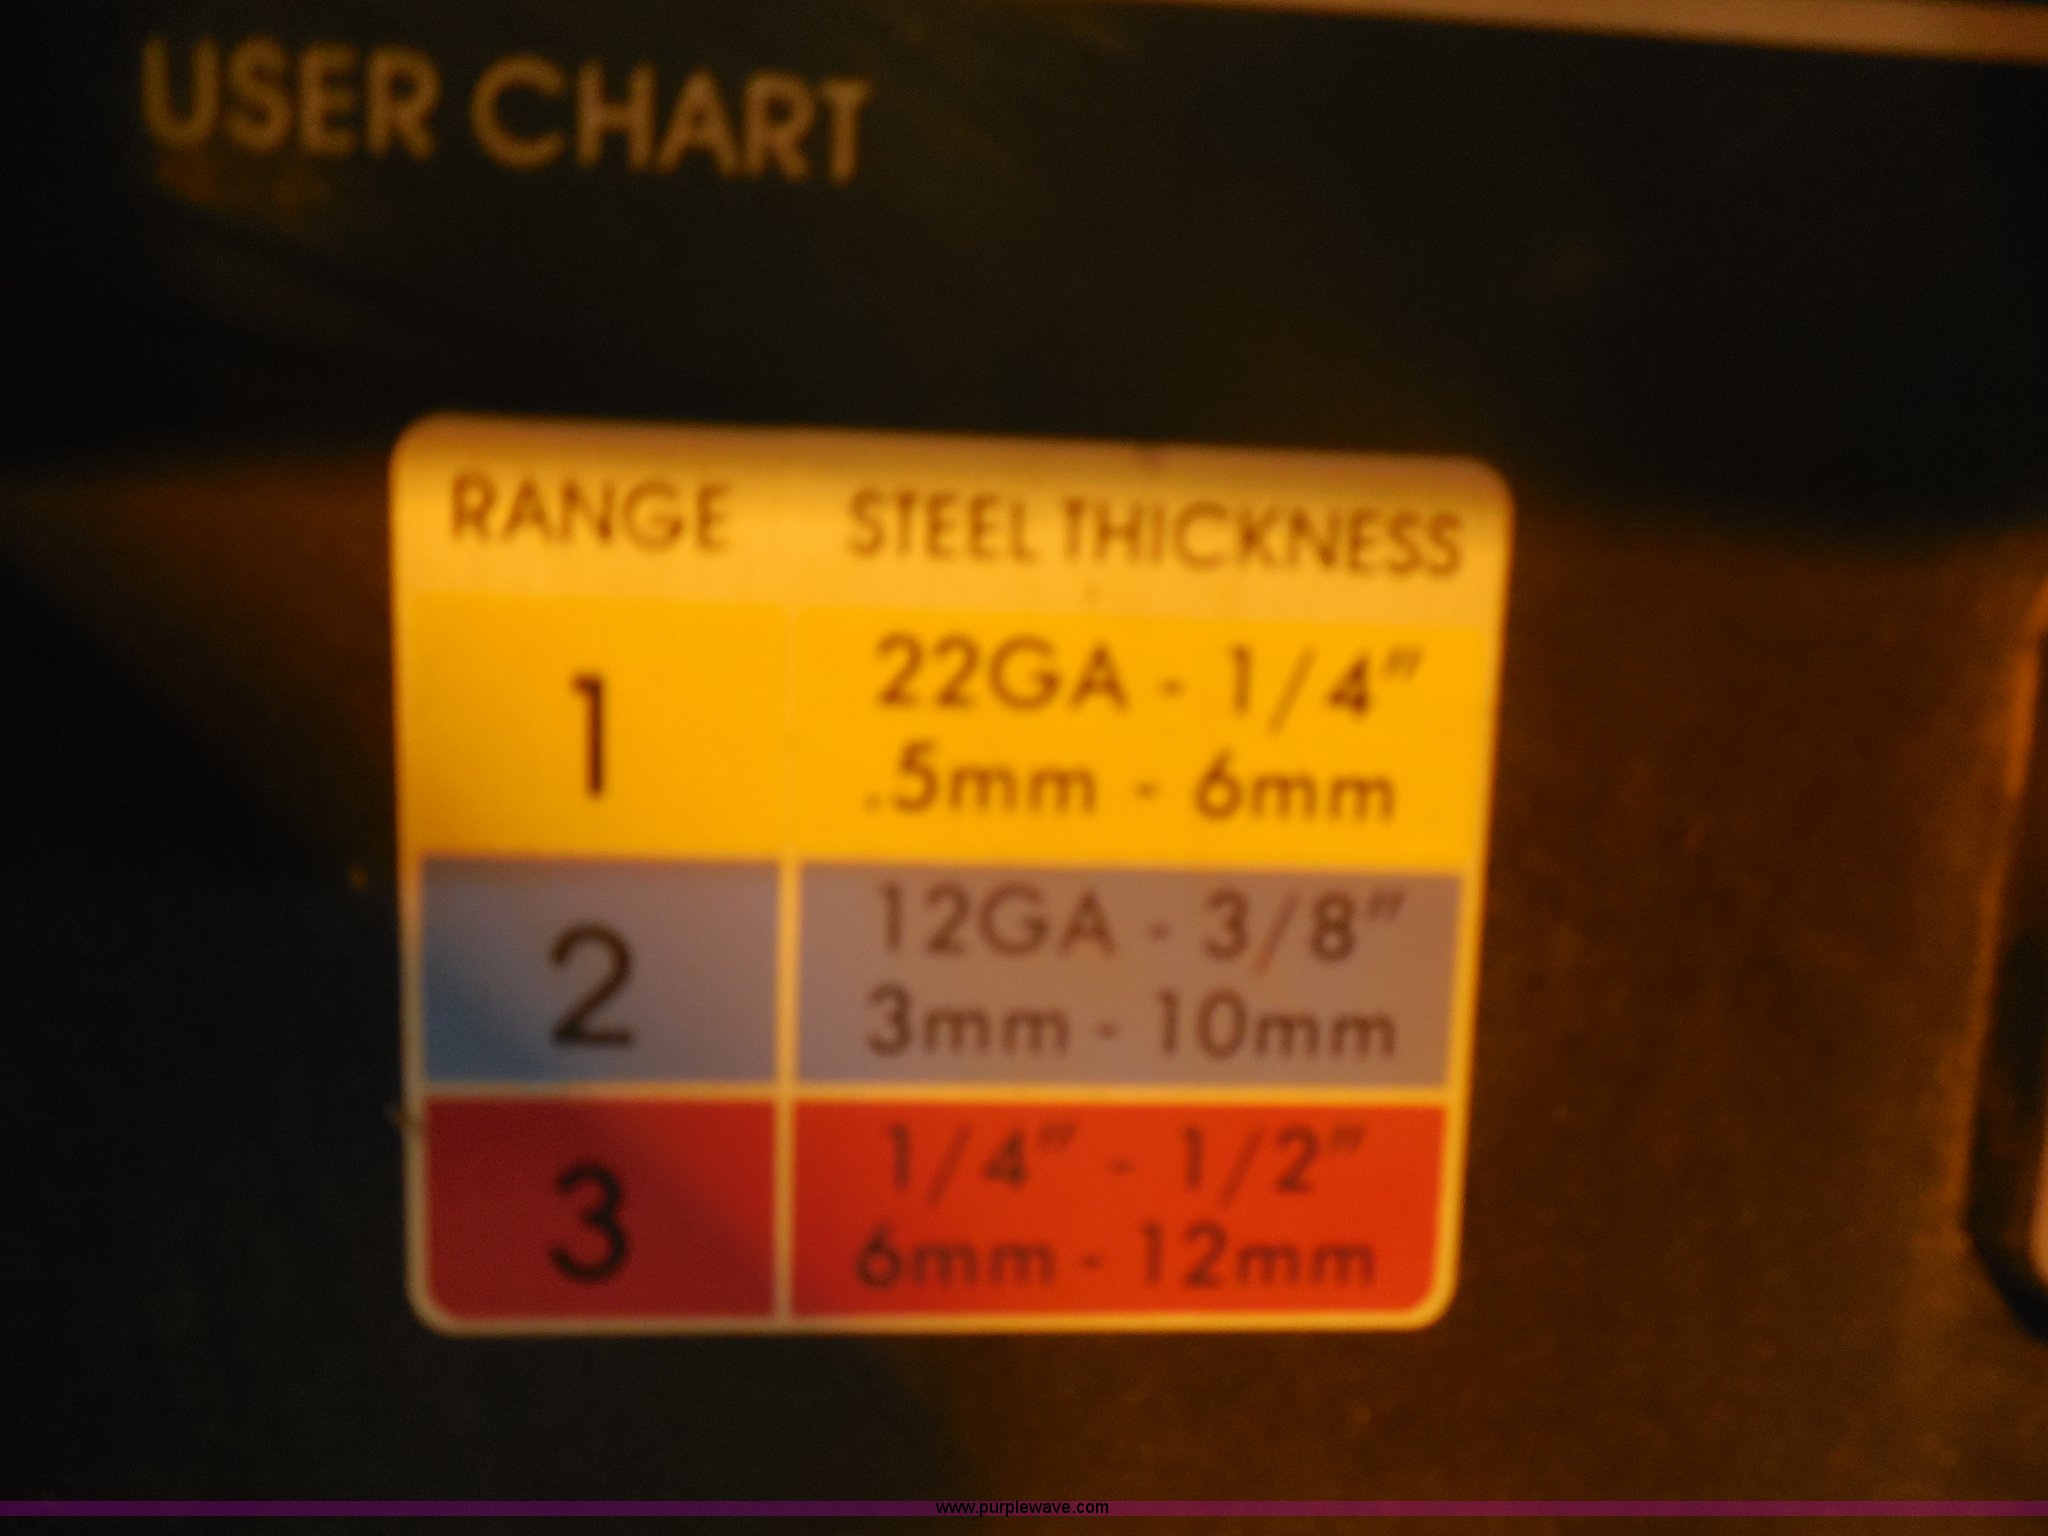 USER CHART
RANGE STEEL THICKNESS
1
22GA - 1/4"
.5mm - 6mm
2
12GA - 3/8"
3mm - 10mm
3
1/4" - 1/2"
6mm - 12mm
www.purplewave.com